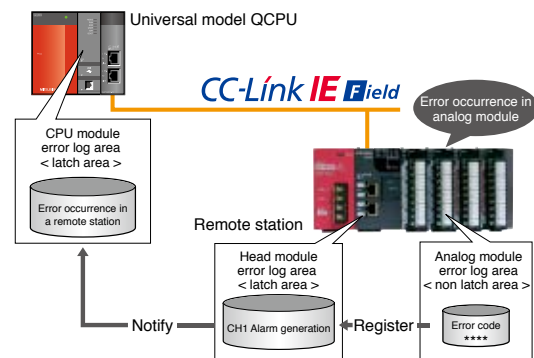 Universal model QCPU
CC-Link IE Field
Error occurrence in
analog module
CPU module
error log area
< latch area >
Error occurrence in
a remote station
Remote station
Head module
error log area
< latch area >
CH1 Alarm generation
Analog module
error log area
< non latch area >
Error code
****
Notify
Register